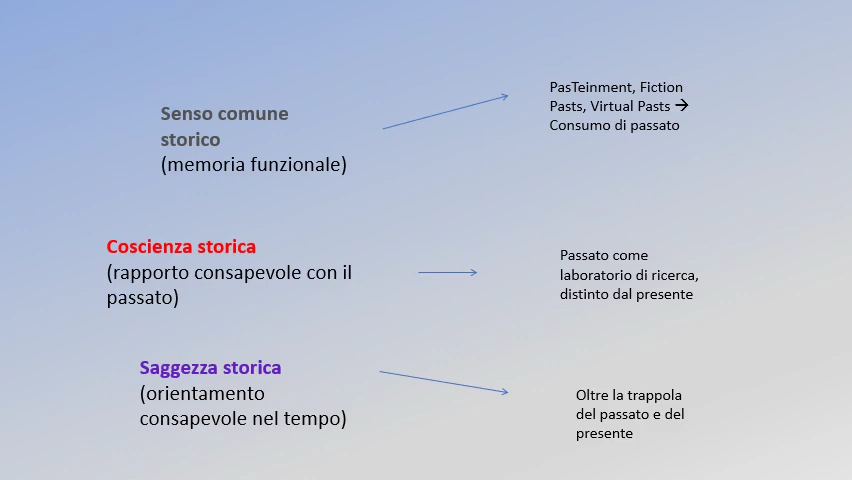 Senso comune
storico
(memoria funzionale)
PasTeinment, Fiction
Pasts, Virtual Pasts →
Consumo di passato
Coscienza storica
(rapporto consapevole con il
passato)
Passato come
laboratorio di ricerca,
distinto dal presente
Saggezza storica
(orientamento
consapevole nel tempo)
Oltre la trappola
del passato e del
presente